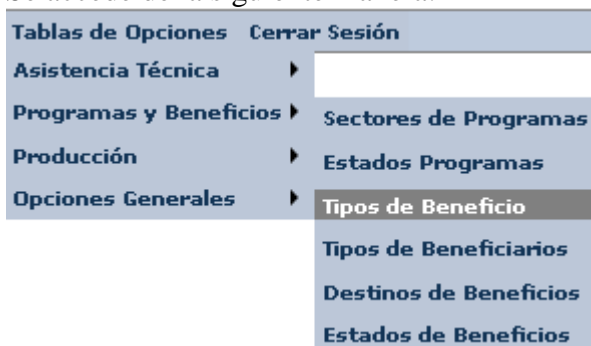 Tablas de Opciones Cerrar Sesión
Asistencia Técnica
Programas y Beneficios
Producción
Opciones Generales
Sectores de Programas
Estados Programas
Tipos de Beneficio
Tipos de Beneficiarios
Destinos de Beneficios
Estados de Beneficios